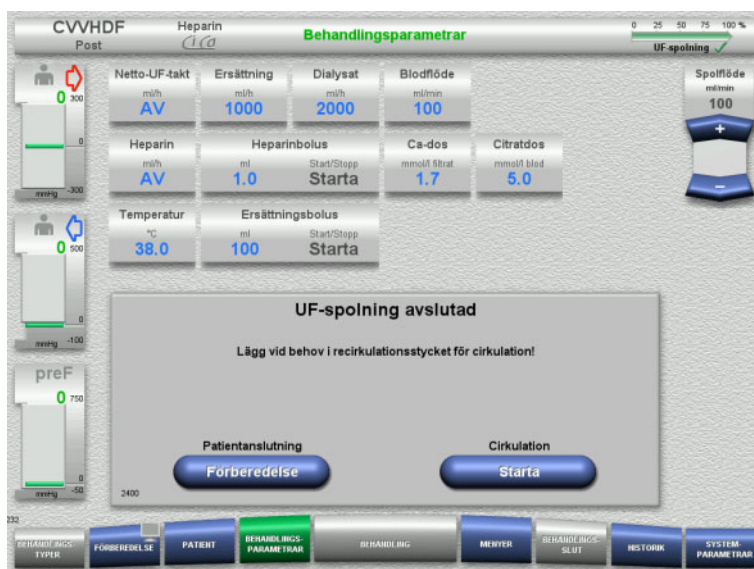 CVVHDF
Post
Heparin
CiCa
Behandlingsparametrar
0 25 50 75 100 %
UF-spolning
0
300
0
-300
mmHg
Netto-UF-takt
ml/h
AV
Ersättning
ml/h
1000
Dialysat
ml/h
2000
Blodflöde
ml/min
100
Spolflöde
ml/min
100
+
–
Heparin
ml/h
AV
Heparinbolus
ml Start/Stopp
1.0 Starta
Ca-dos
mmol/l filtrat
1.7
Citratdos
mmol/l blod
5.0
0
500
0
-100
mmHg
Temperatur
°C
38.0
Ersättningsbolus
ml Start/Stopp
100 Starta
preF
0
750
0
-50
mmHg
UF-spolning avslutad
Lägg vid behov i recirkulationsstycket för cirkulation!
Patientanslutning
Förberedelse
Cirkulation
Starta
2400
232
BEHANDLINGS-
TYPER
FÖRBEREDELSE
PATIENT
BEHANDLINGS-
PARAMETRAR
BEHANDLING
MENYER
BEHANDLINGS-
SLUT
HISTORIK
SYSTEM-
PARAMETRAR